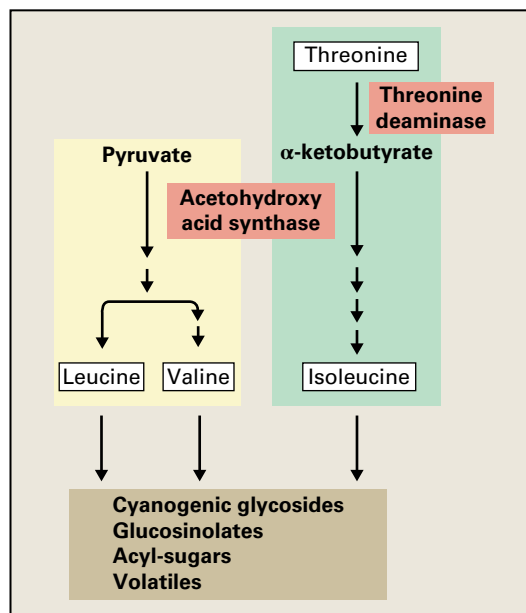 Threonine
Threonine
deaminase
Pyruvate
α-ketobutyrate
Acetohydroxy
acid synthase
Leucine
Valine
Isoleucine
Cyanogenic glycosides
Glucosinolates
Acyl-sugars
Volatiles